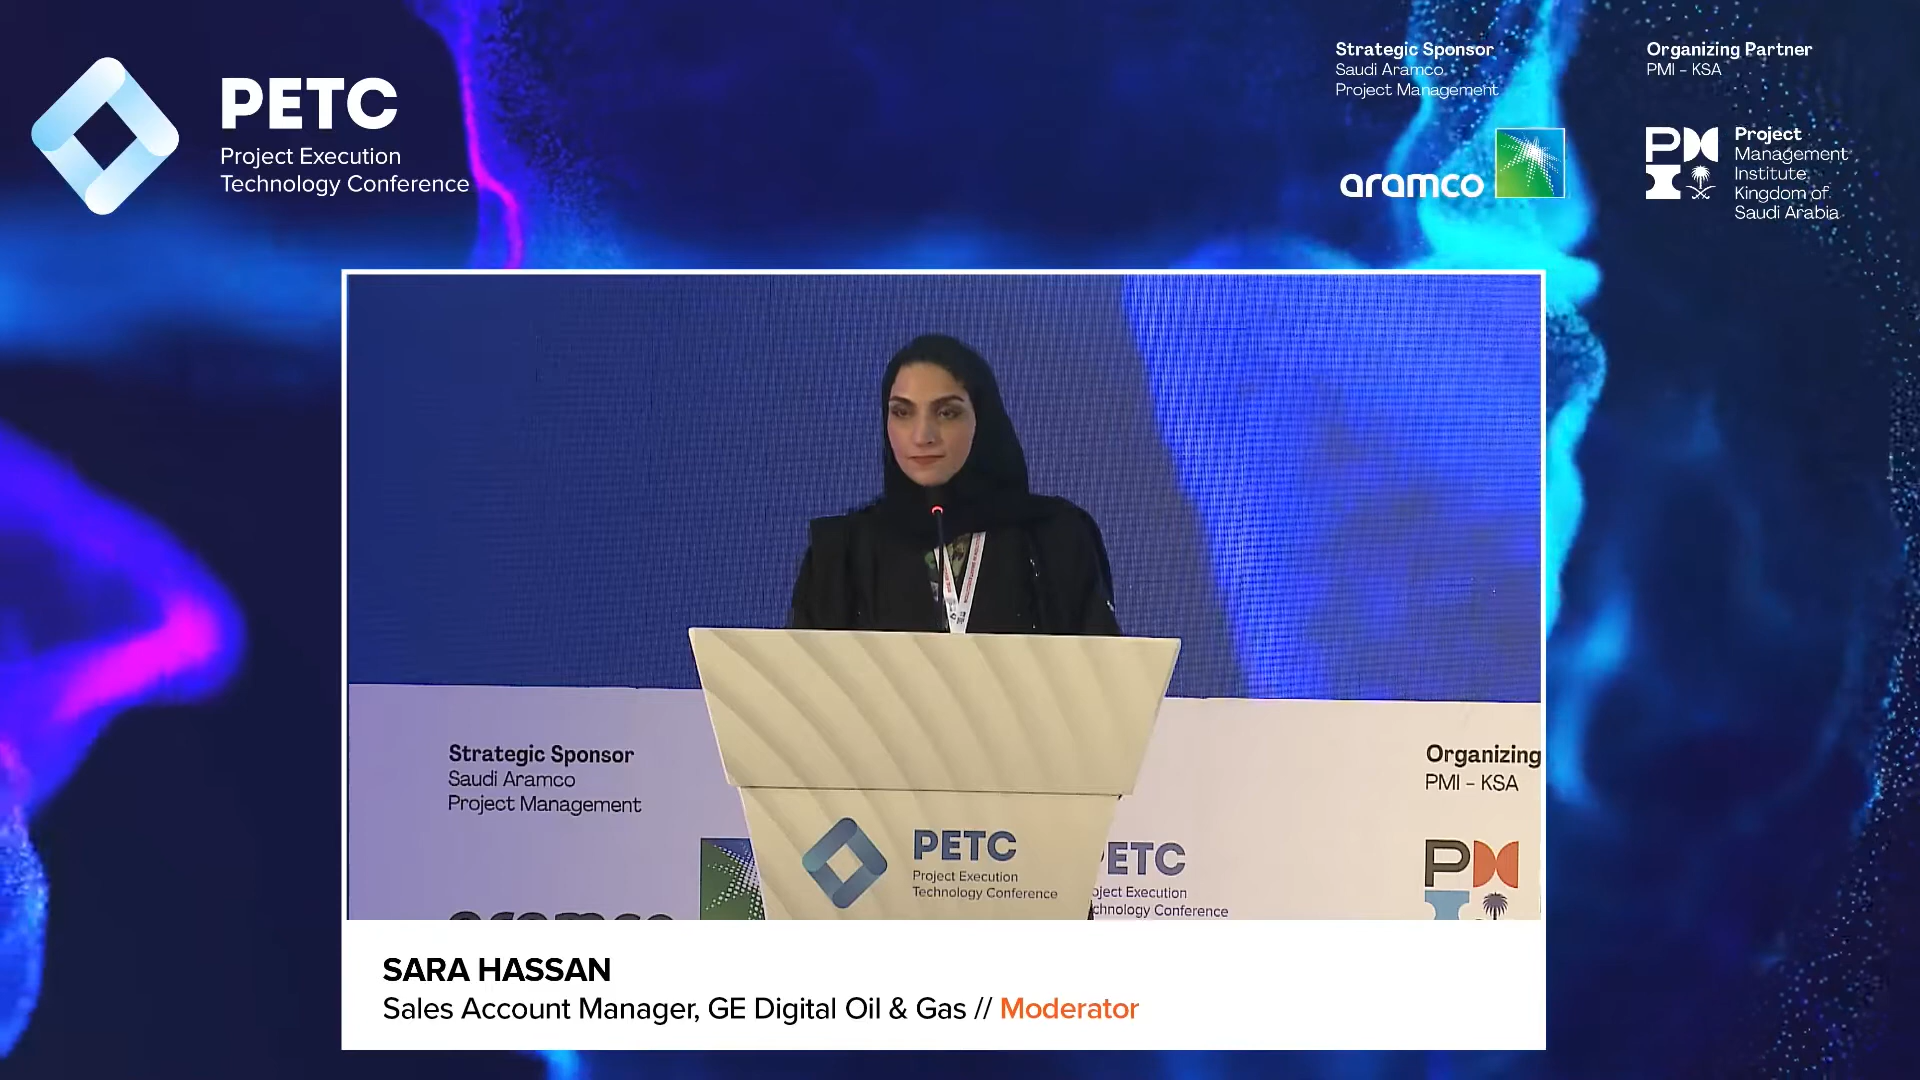 PETC
Project Execution
Technology Conference
Strategic Sponsor
Saudi Aramco
Project Management
aramco
Organizing Partner
PMI - KSA
Project
Management
Institute
Kingdom of
Saudi Arabia
Strategic Sponsor
Saudi Aramco
Project Management
aramco
PETC
Project Execution
Technology Conference
ETC
ject Execution
chnology Conference
Organizing
PMI - KSA
SARA HASSAN
Sales Account Manager, GE Digital Oil & Gas // Moderator